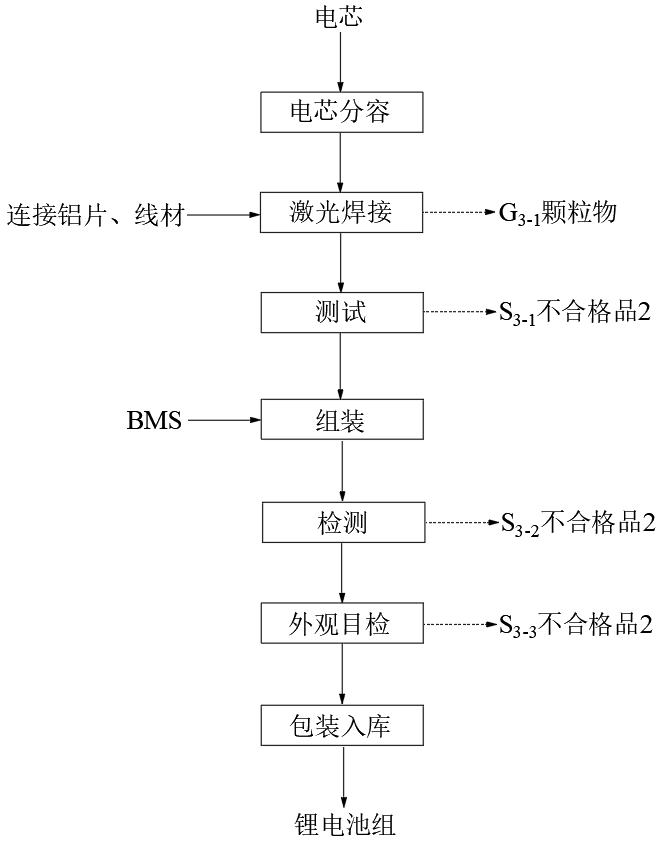 电芯
电芯分容
连接铝片、线材
激光焊接
G3-1颗粒物
测试
S3-1不合格品2
BMS
组装
检测
S3-2不合格品2
外观目检
S3-3不合格品2
包装入库
锂电池组